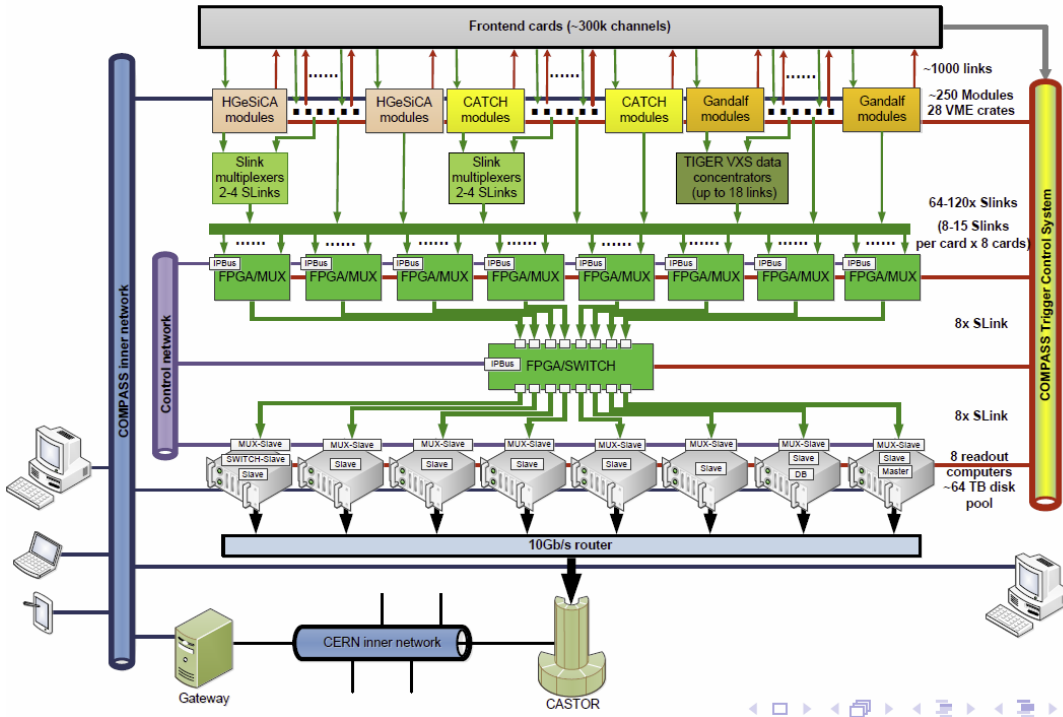 Frontend cards (~300k channels)
~1000 links
HGeSiCA
modules
HGeSiCA
modules
CATCH
modules
CATCH
modules
Gandalf
modules
Gandalf
modules
~250 Modules
28 VME crates
Slink
multiplexers
2-4 SLinks
Slink
multiplexers
2-4 SLinks
TIGER VXS data
concentrators
(up to 18 links)
64-120x Slinks
(8-15 Slinks
per card x 8 cards)
IPBus
FPGA/MUX
IPBus
FPGA/MUX
IPBus
FPGA/MUX
IPBus
FPGA/MUX
IPBus
FPGA/MUX
IPBus
FPGA/MUX
IPBus
FPGA/MUX
IPBus
FPGA/MUX
8x SLink
IPBus
FPGA/SWITCH
8x SLink
MUX-Slave
SWITCH-Slave
Slave
MUX-Slave
Slave
MUX-Slave
Slave
MUX-Slave
Slave
MUX-Slave
Slave
MUX-Slave
Slave
MUX-Slave
Slave
DB
MUX-Slave
Slave
Master
8 readout
computers
~64 TB disk
pool
10Gb/s router
COMPASS inner network
Control network
COMPASS Trigger Control System
CERN inner network
Gateway
CASTOR